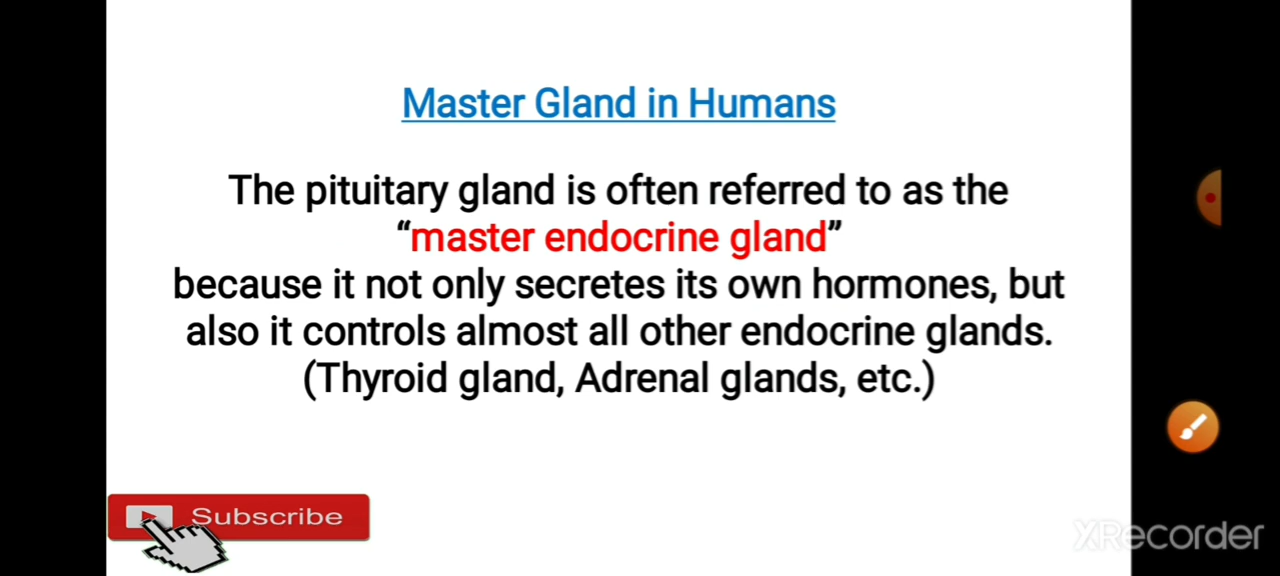 Master Gland in Humans
The pituitary gland is often referred to as the
“master endocrine gland”
because it not only secretes its own hormones, but
also it controls almost all other endocrine glands.
(Thyroid gland, Adrenal glands, etc.)
Subscribe
XRecorder